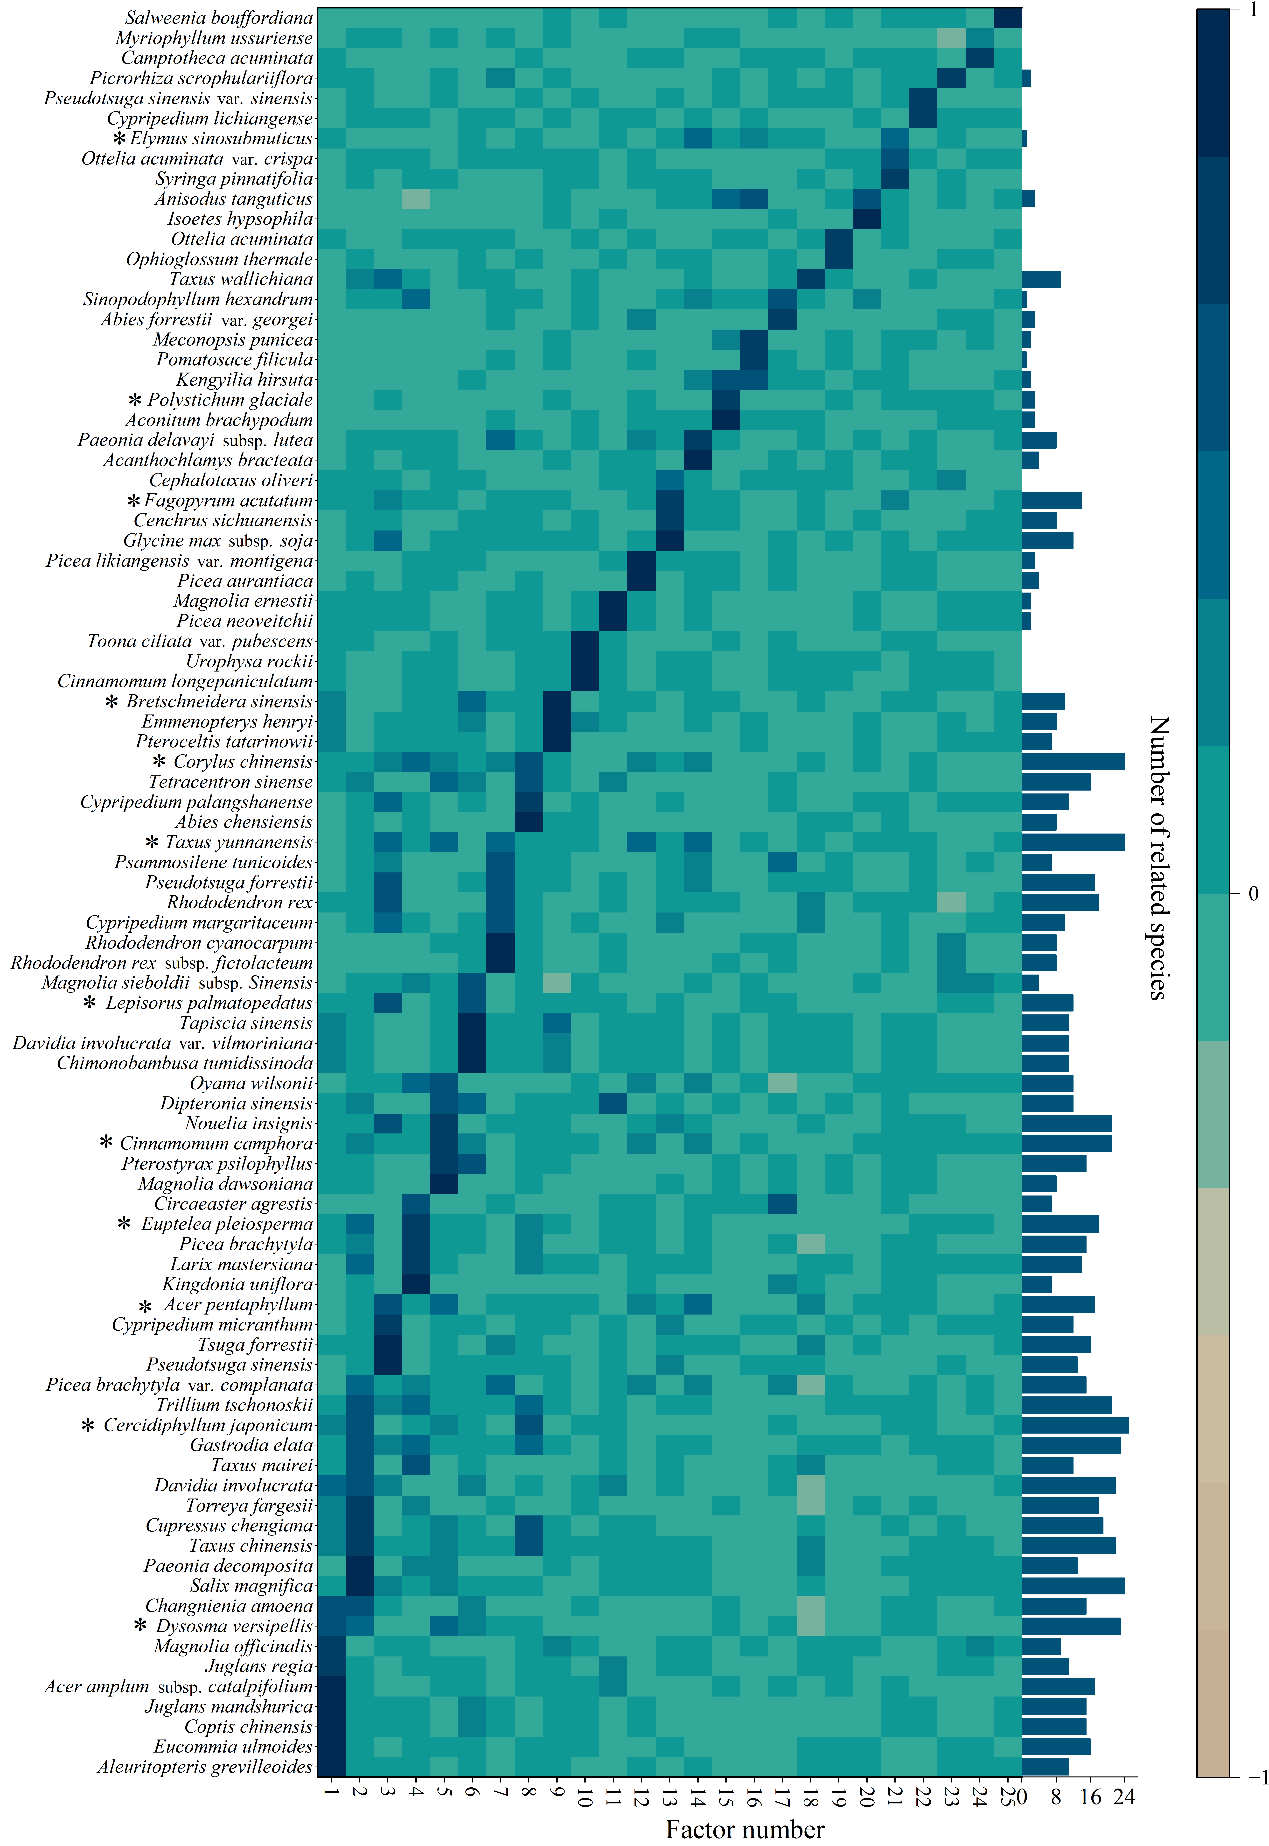 Salweenia bouffordiana
Myriophyllum ussuriense
Camptotheca acuminata
Picrorhiza scrophulariiflora
Pseudotsuga sinensis var. sinensis
Cypripedium lichiangense
* Elymus sinosubmuticus
Ottelia acuminata var. crispa
Syringa pinnatifolia
Anisodus tanguticus
Isoetes hypsophila
Ottelia acuminata
Ophioglossum thermale
Taxus wallichiana
Sinopodophyllum hexandrum
Abies forrestii var. georgei
Meconopsis punicea
Pomatosace filicula
Kengyilia hirsuta
* Polystichum glaciale
Aconitum brachypodum
Paeonia delavayi subsp. lutea
Acanthochlamys bracteata
Cephalotaxus oliveri
* Fagopyrum acutatum
Cenchrus sichuanensis
Glycine max subsp. soja
Picea likiangensis var. montigena
Picea aurantiaca
Magnolia ernestii
Picea neoveitchii
Toona ciliata var. pubescens
Urophysa rockii
Cinnamomum longepaniculatum
* Bretschneidera sinensis
Emmenopterys henryi
Pteroceltis tatarinowii
* Corylus chinensis
Tetracentron sinense
Cypripedium palangshanense
Abies chensiensis
* Taxus yunnanensis
Psammosilene tunicoides
Pseudotsuga forrestii
Rhododendron rex
Cypripedium margaritaceum
Rhododendron cyanocarpum
Rhododendron rex subsp. fictolacteum
Magnolia sieboldii subsp. Sinensis
* Lepisorus palmatopedatus
Tapiscia sinensis
Davidia involucrata var. vilmoriniana
Chimonobambusa tumidissinoda
Oyama wilsonii
Dipteronia sinensis
Nouelia insignis
* Cinnamomum camphora
Pterostyrax psilophyllus
Magnolia dawsoniana
Circaeaster agrestis
* Euptelea pleiosperma
Picea brachytyla
Larix mastersiana
Kingdonia uniflora
* Acer pentaphyllum
Cypripedium micranthum
Tsuga forrestii
Pseudotsuga sinensis
Picea brachytyla var. complanata
Trillium tschonoskii
* Cercidiphyllum japonicum
Gastrodia elata
Taxus mairei
Davidia involucrata
Torreya fargesii
Cupressus chengiana
Taxus chinensis
Paeonia decomposita
Salix magnifica
Changnienia amoena
* Dysosma versipellis
Magnolia officinalis
Juglans regia
Acer amplum subsp. catalpifolium
Juglans mandshurica
Coptis chinensis
Eucommia ulmoides
Aleuritopteris grevilleoides
1 2 3 4 5 6 7 8 9 10 11 12 13 14 15 16 17 18 19 20 21 22 23 24 25
Factor number
0 8 16 24
Number of related species
1
0
−1